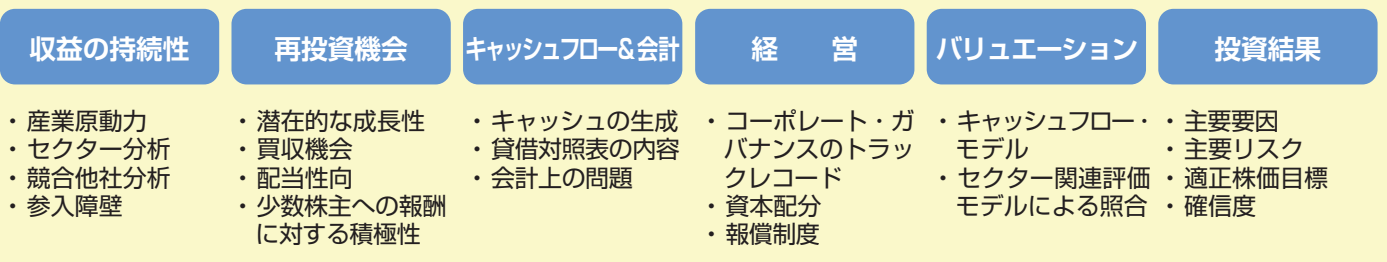 収益の持続性
・産業原動力
・セクター分析
・競合他社分析
・参入障壁
再投資機会
・潜在的な成長性
・買収機会
・配当性向
・少数株主への報酬
に対する積極性
キャッシュフロー&会計
・キャッシュの生成
・貸借対照表の内容
・会計上の問題
経　営
・コーポレート・ガ
バナンスのトラッ
クレコード
・資本配分
・報償制度
バリュエーション
・キャッシュフロー・
モデル
・セクター関連評価
モデルによる照合
投資結果
・主要要因
・主要リスク
・適正株価目標
・確信度